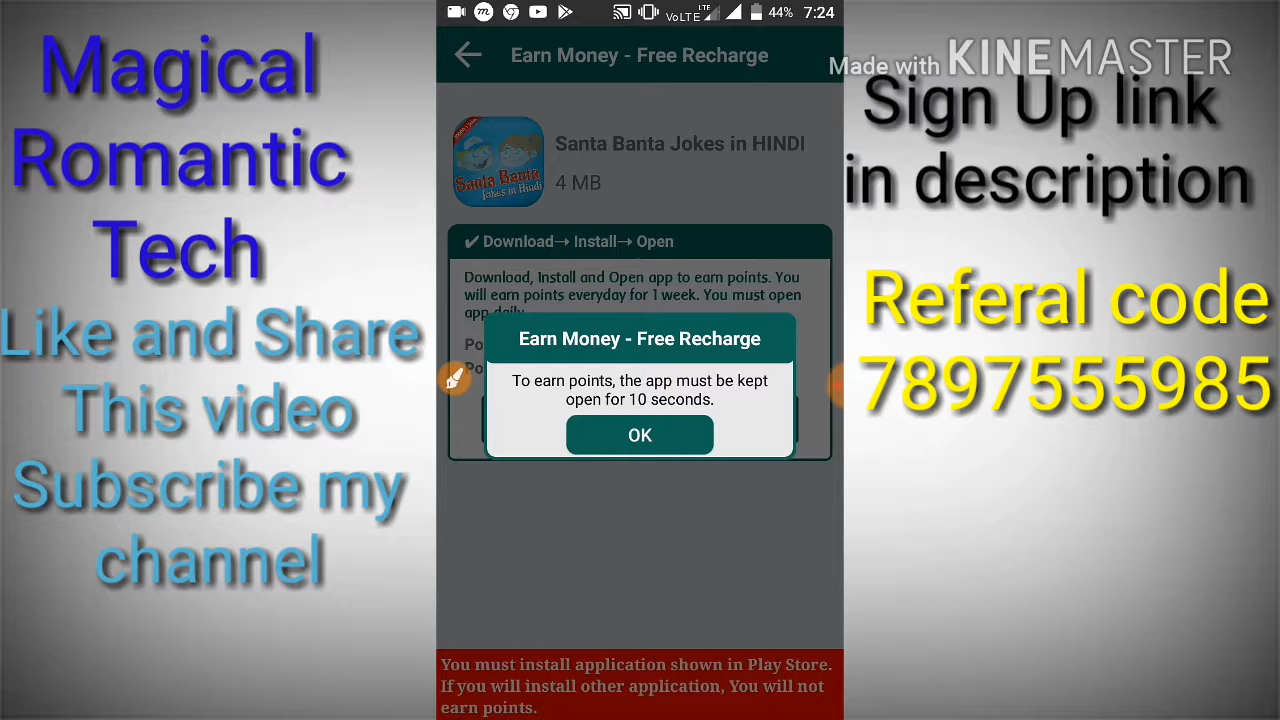 Magical
Romantic
Tech
Like and Share
This video
Subscribe my
channel
VoLTE LTE 44% 7:24
Earn Money - Free Recharge
Santa Banta Jokes in HINDI
4 MB
Santa Banta
Jokes in Hindi
✔ Download→ Install→ Open
Download, Install and Open app to earn points. You
will earn points everyday for 1 week. You must open
app daily.
Po
Po
Earn Money - Free Recharge
To earn points, the app must be kept
open for 10 seconds.
OK
You must install application shown in Play Store.
If you will install other application, You will not
earn points.
Made with KINEMASTER
Sign Up link
in description
Referal code
7897555985